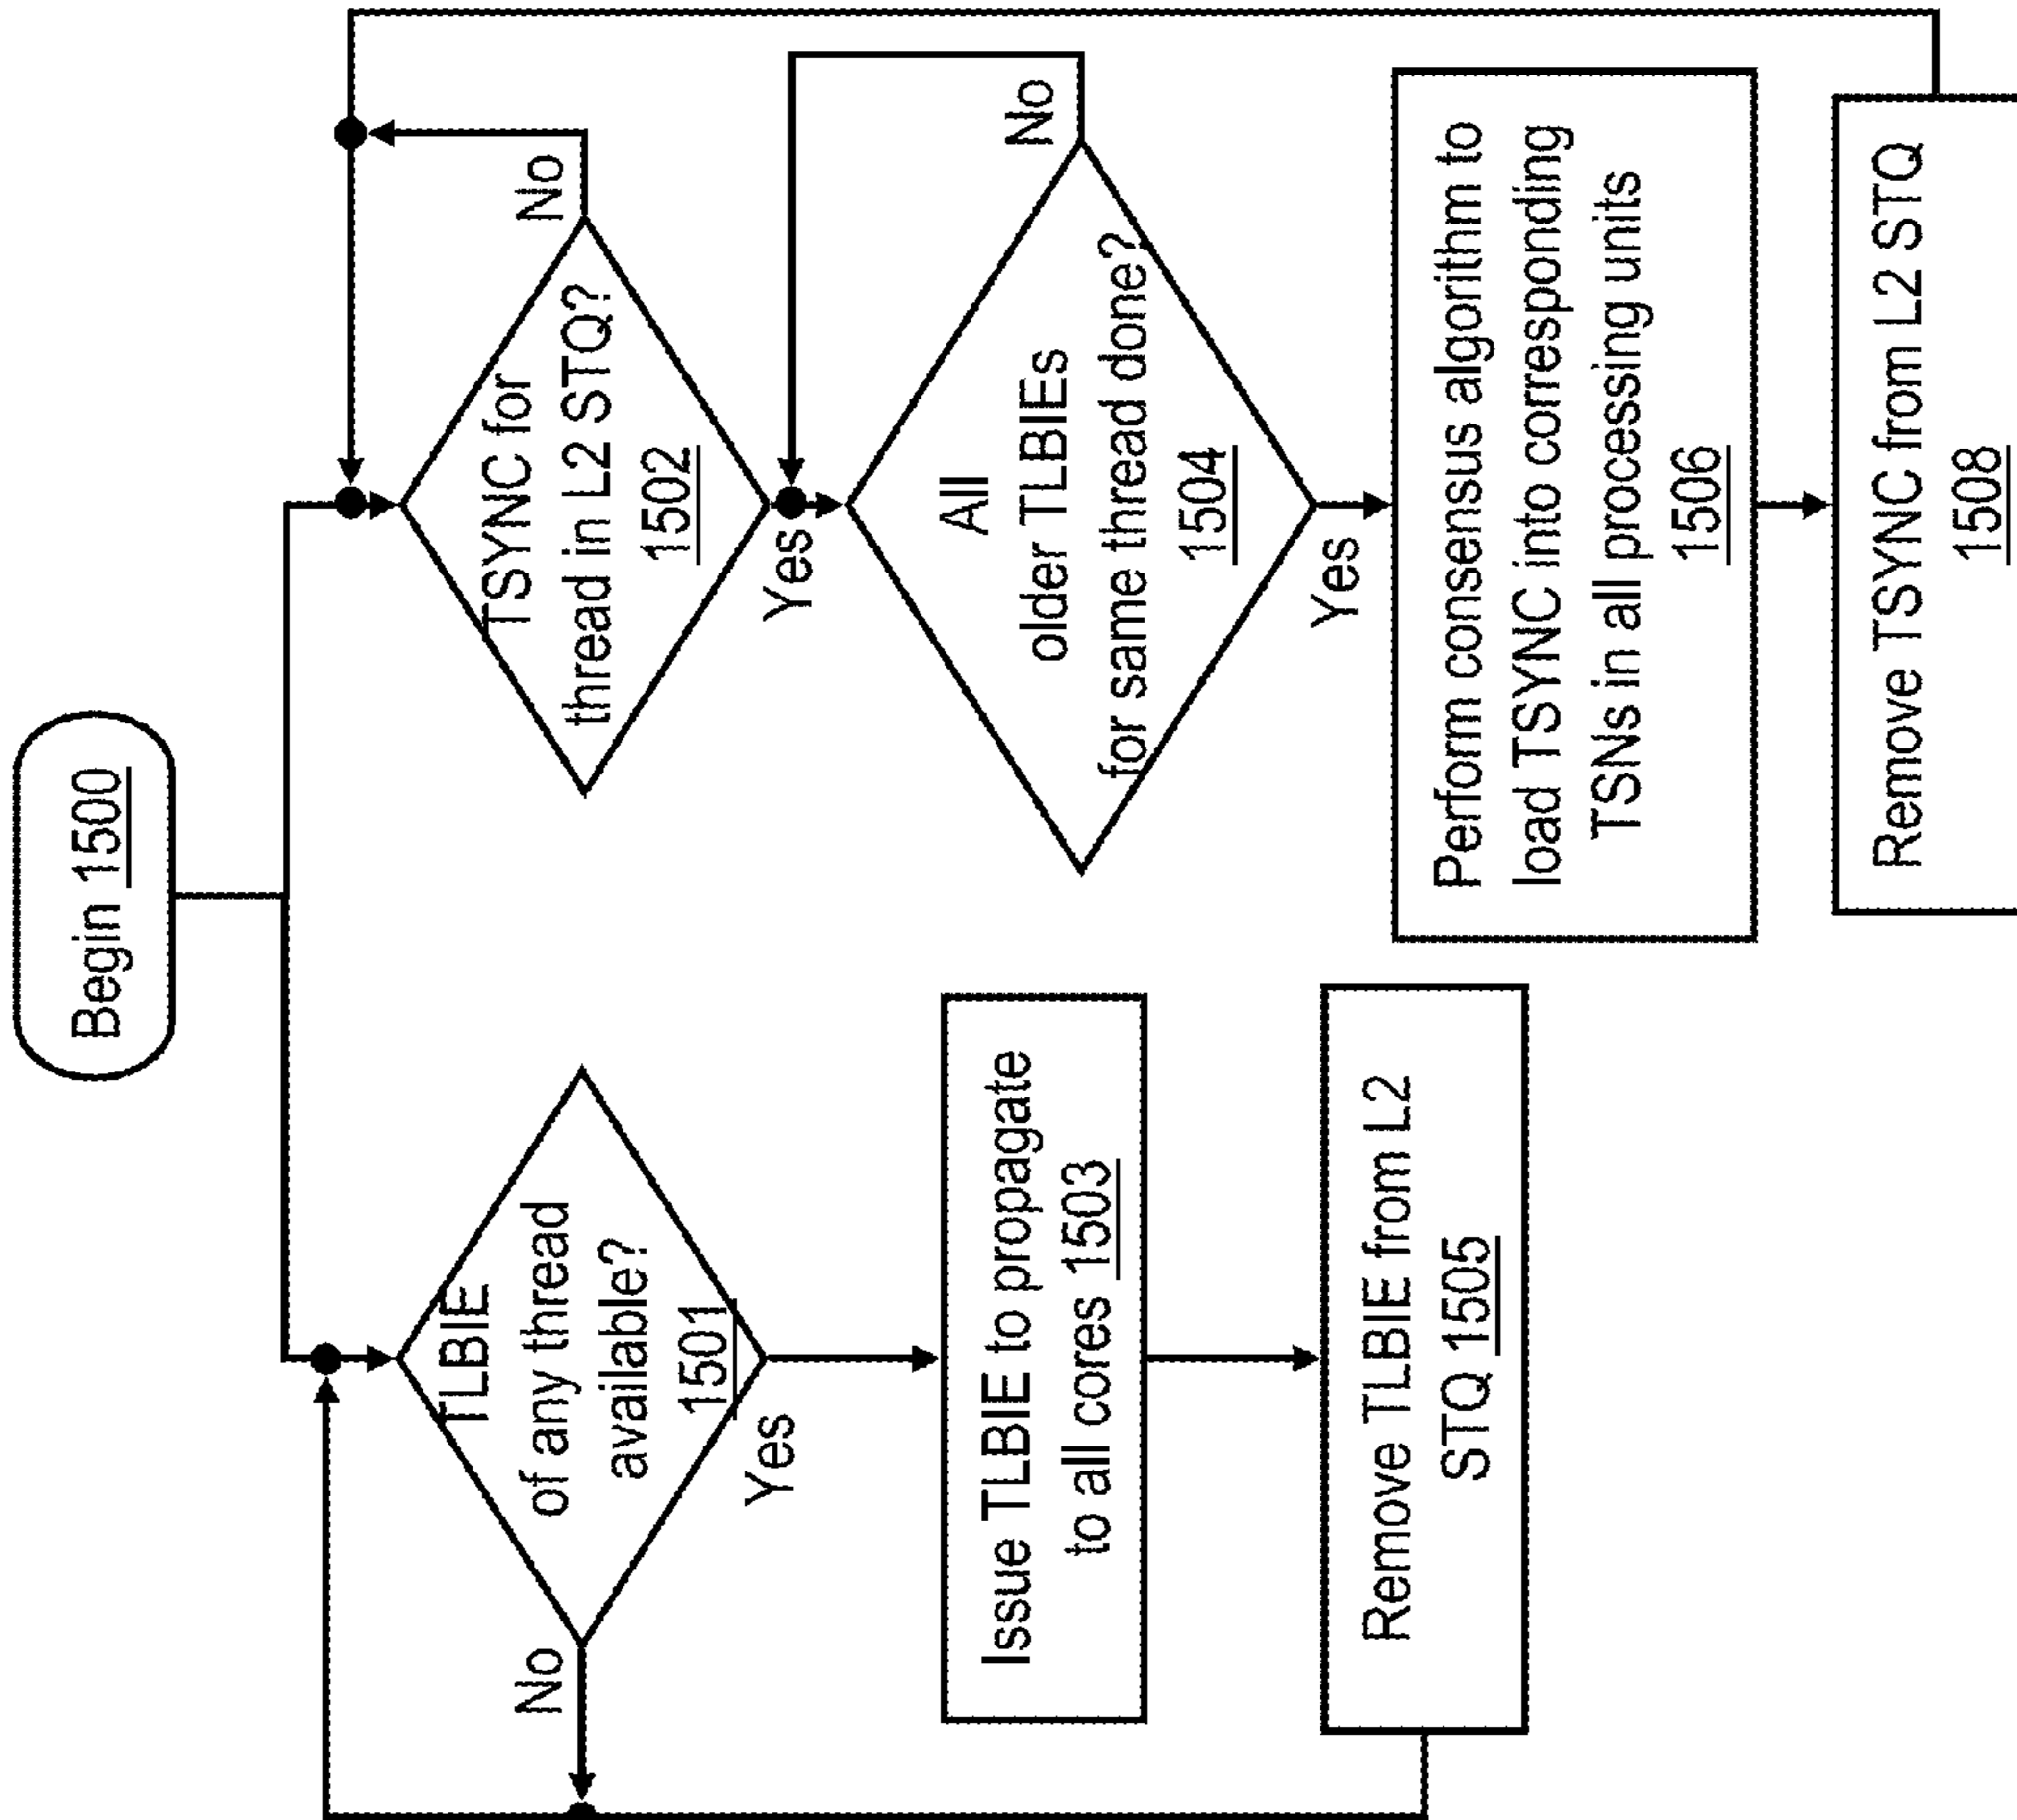 Begin 1500
TLBIE
of any thread
available?
1501
No
Yes
Issue TLBIE to propagate
to all cores 1503
Remove TLBIE from L2
STQ 1505
TSYNC for
thread in L2 STQ?
1502
No
Yes
All
older TLBIEs
for same thread done?
1504
No
Yes
Perform consensus algorithm to
load TSYNC into corresponding
TSNs in all processing units
1506
Remove TSYNC from L2 STQ
1508